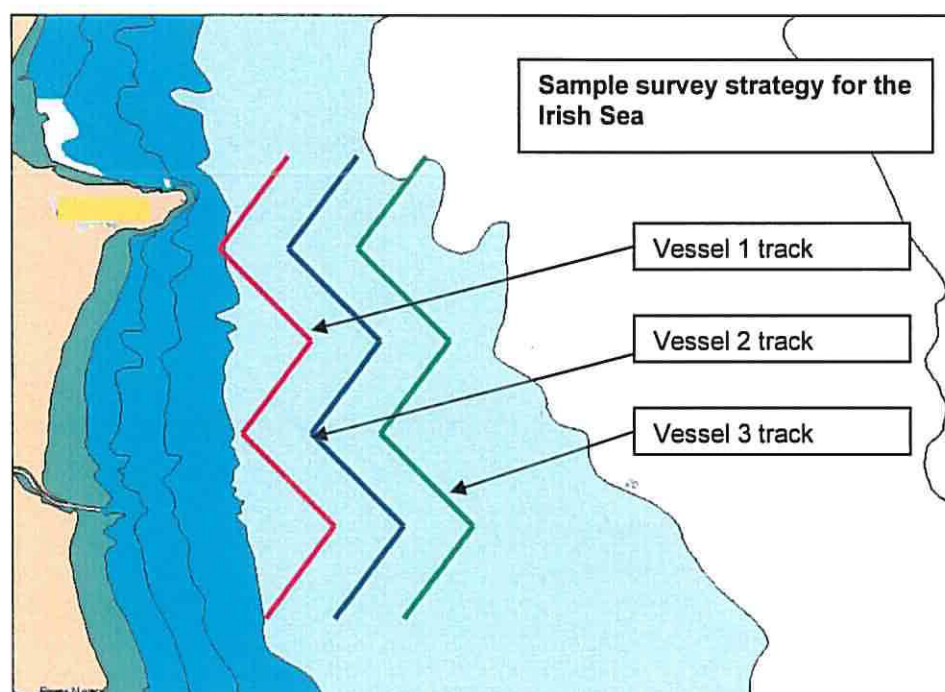 Sample survey strategy for the
Irish Sea
Vessel 1 track
Vessel 2 track
Vessel 3 track